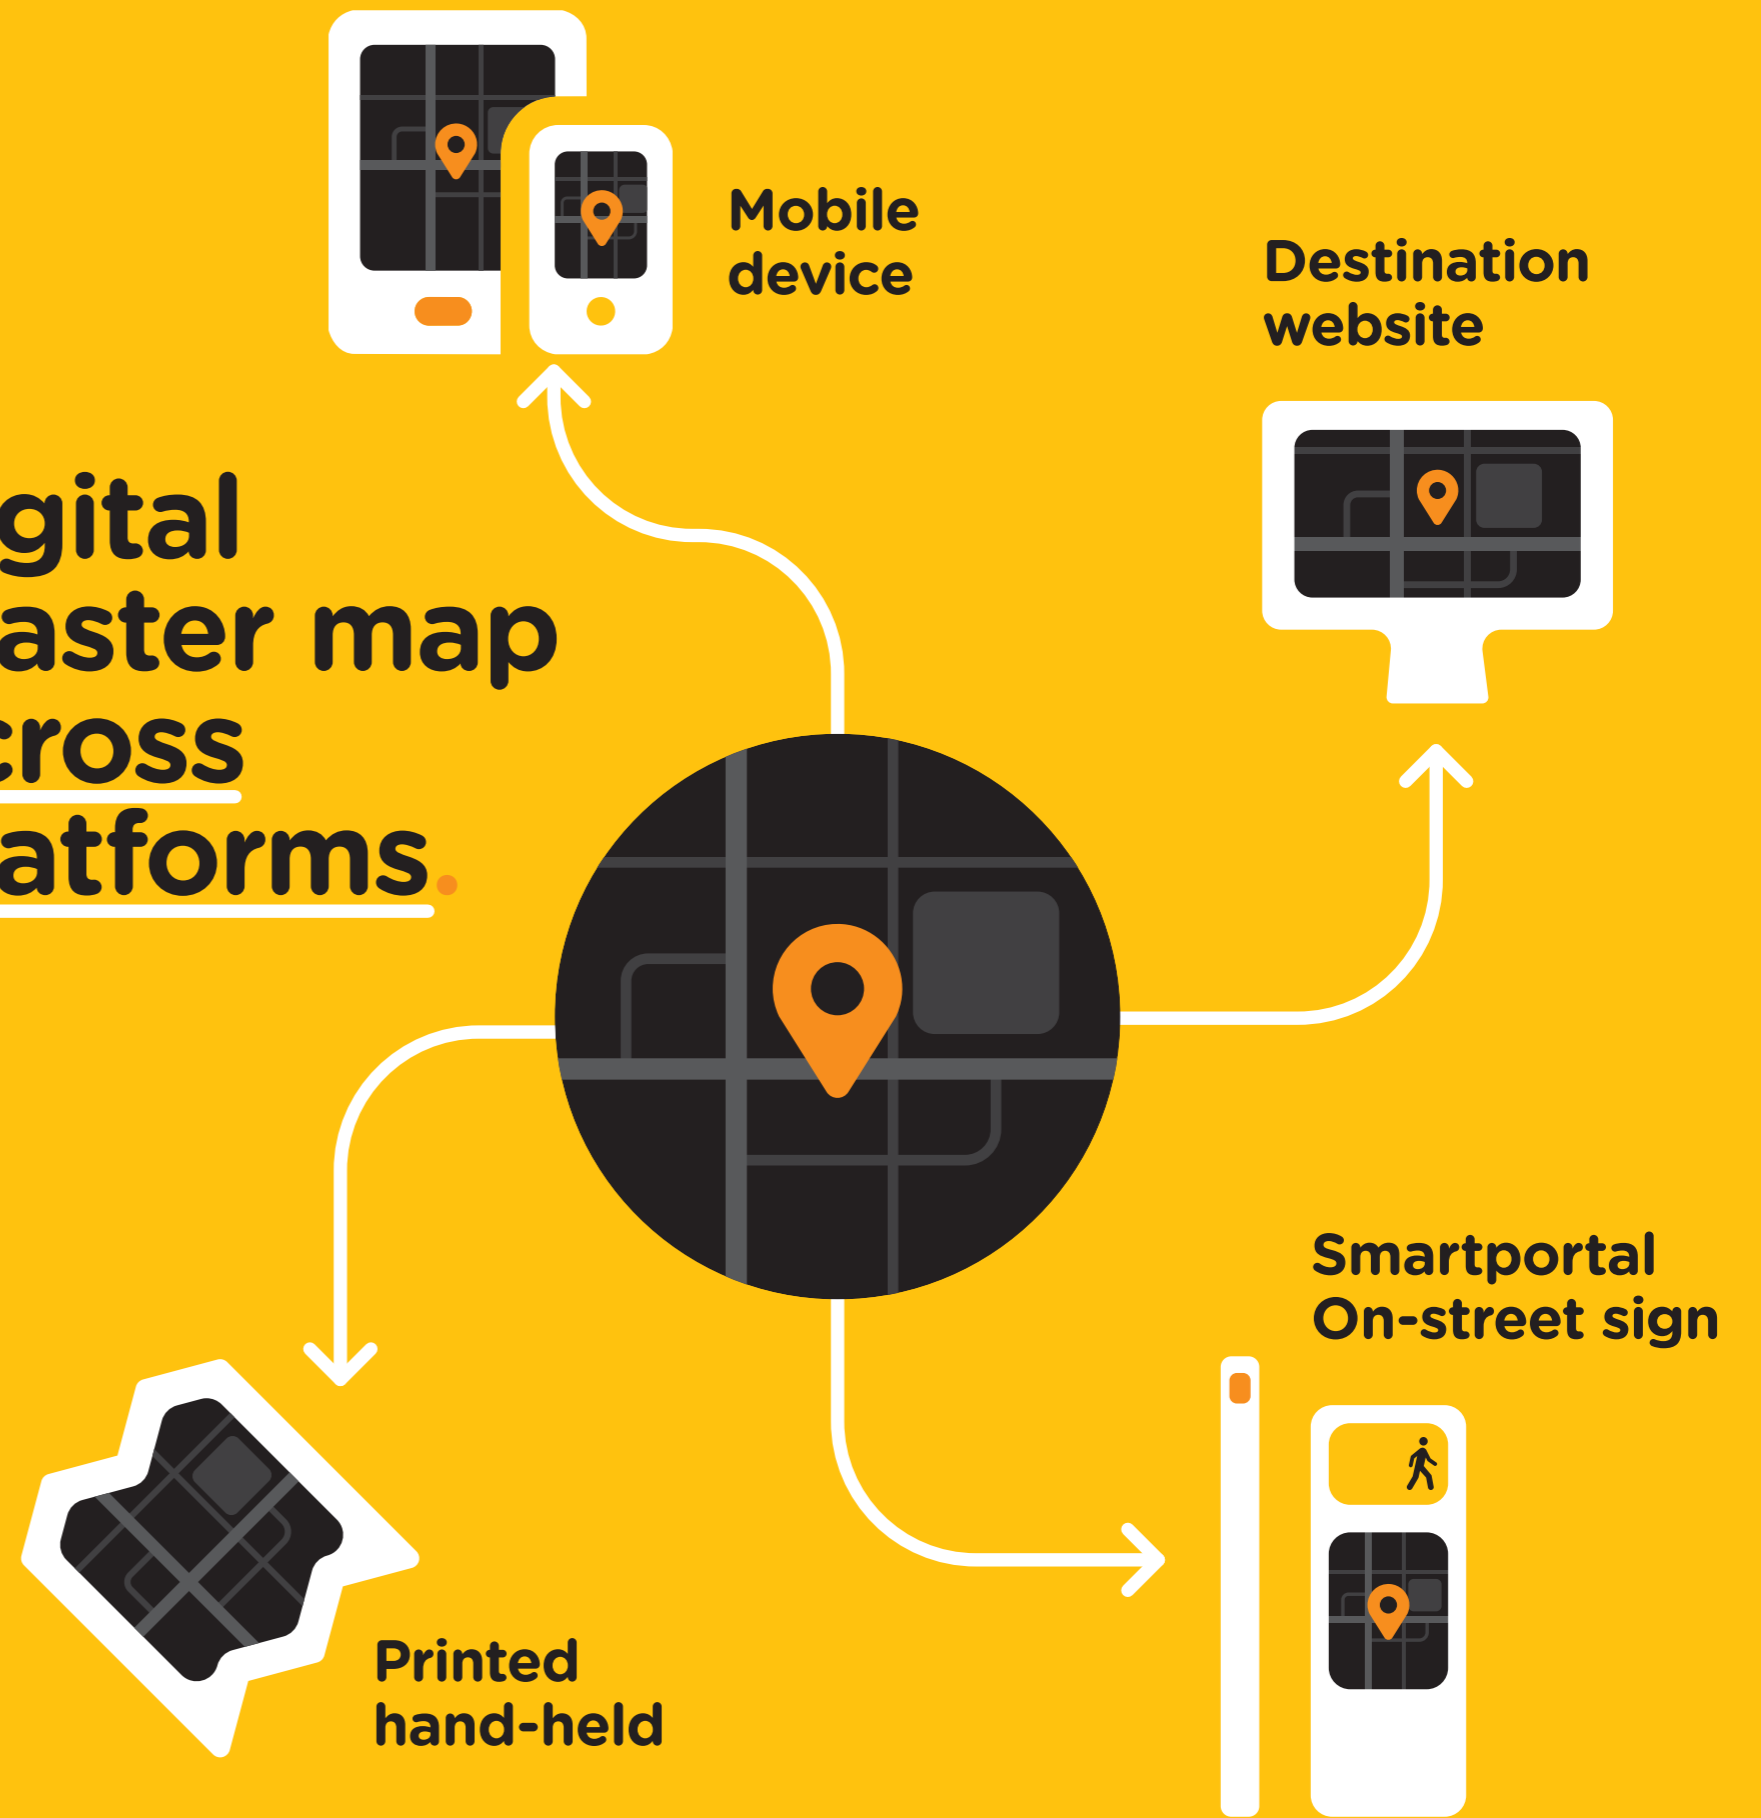 Mobile
device
Destination
website
gital
aster map
cross
atforms.
Smartportal
On-street sign
Printed
hand-held